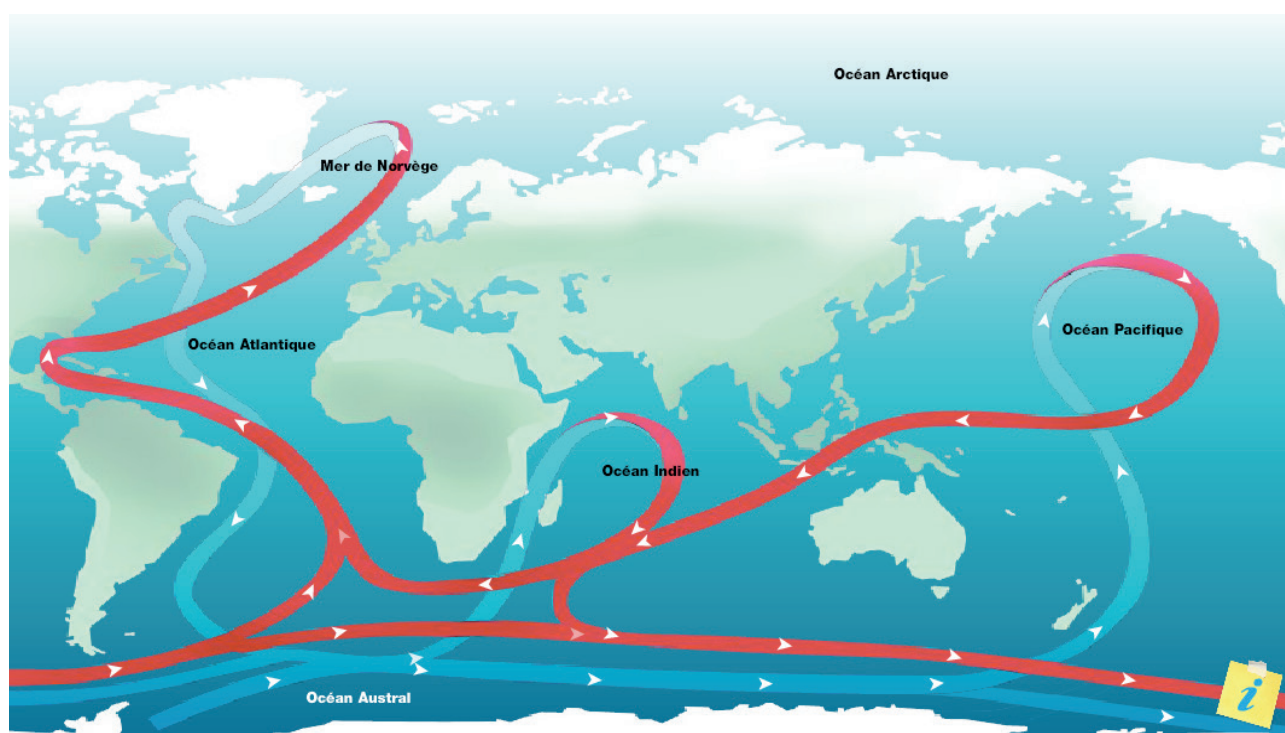 Océan Arctique
Mer de Norvège
Océan Atlantique
Océan Pacifique
Océan Indien
Océan Austral
i